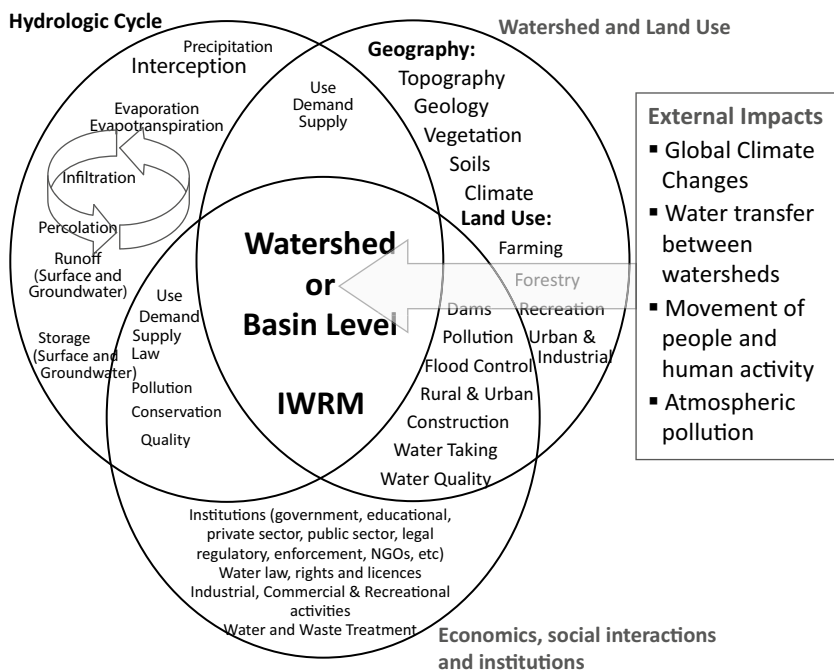 Hydrologic Cycle
Precipitation
Interception
Evaporation
Evapotranspiration
Infiltration
Percolation
Runoff
(Surface and
Groundwater)
Storage
(Surface and
Groundwater)
Use
Demand
Supply
Watershed and Land Use
Geography:
Topography
Geology
Vegetation
Soils
Climate
Land Use:
Farming
Forestry
Recreation
Urban &
Industrial
Use
Demand
Supply
Law
Pollution
Conservation
Quality
Watershed
or
Basin Level
IWRM
Dams
Pollution
Flood Control
Rural & Urban
Construction
Water Taking
Water Quality
Institutions (government, educational,
private sector, public sector, legal
regulatory, enforcement, NGOs, etc)
Water law, rights and licences
Industrial, Commercial & Recreational
activities
Water and Waste Treatment
Economics, social interactions
and institutions
External Impacts
▪ Global Climate
Changes
▪ Water transfer
between
watersheds
▪ Movement of
people and
human activity
▪ Atmospheric
pollution